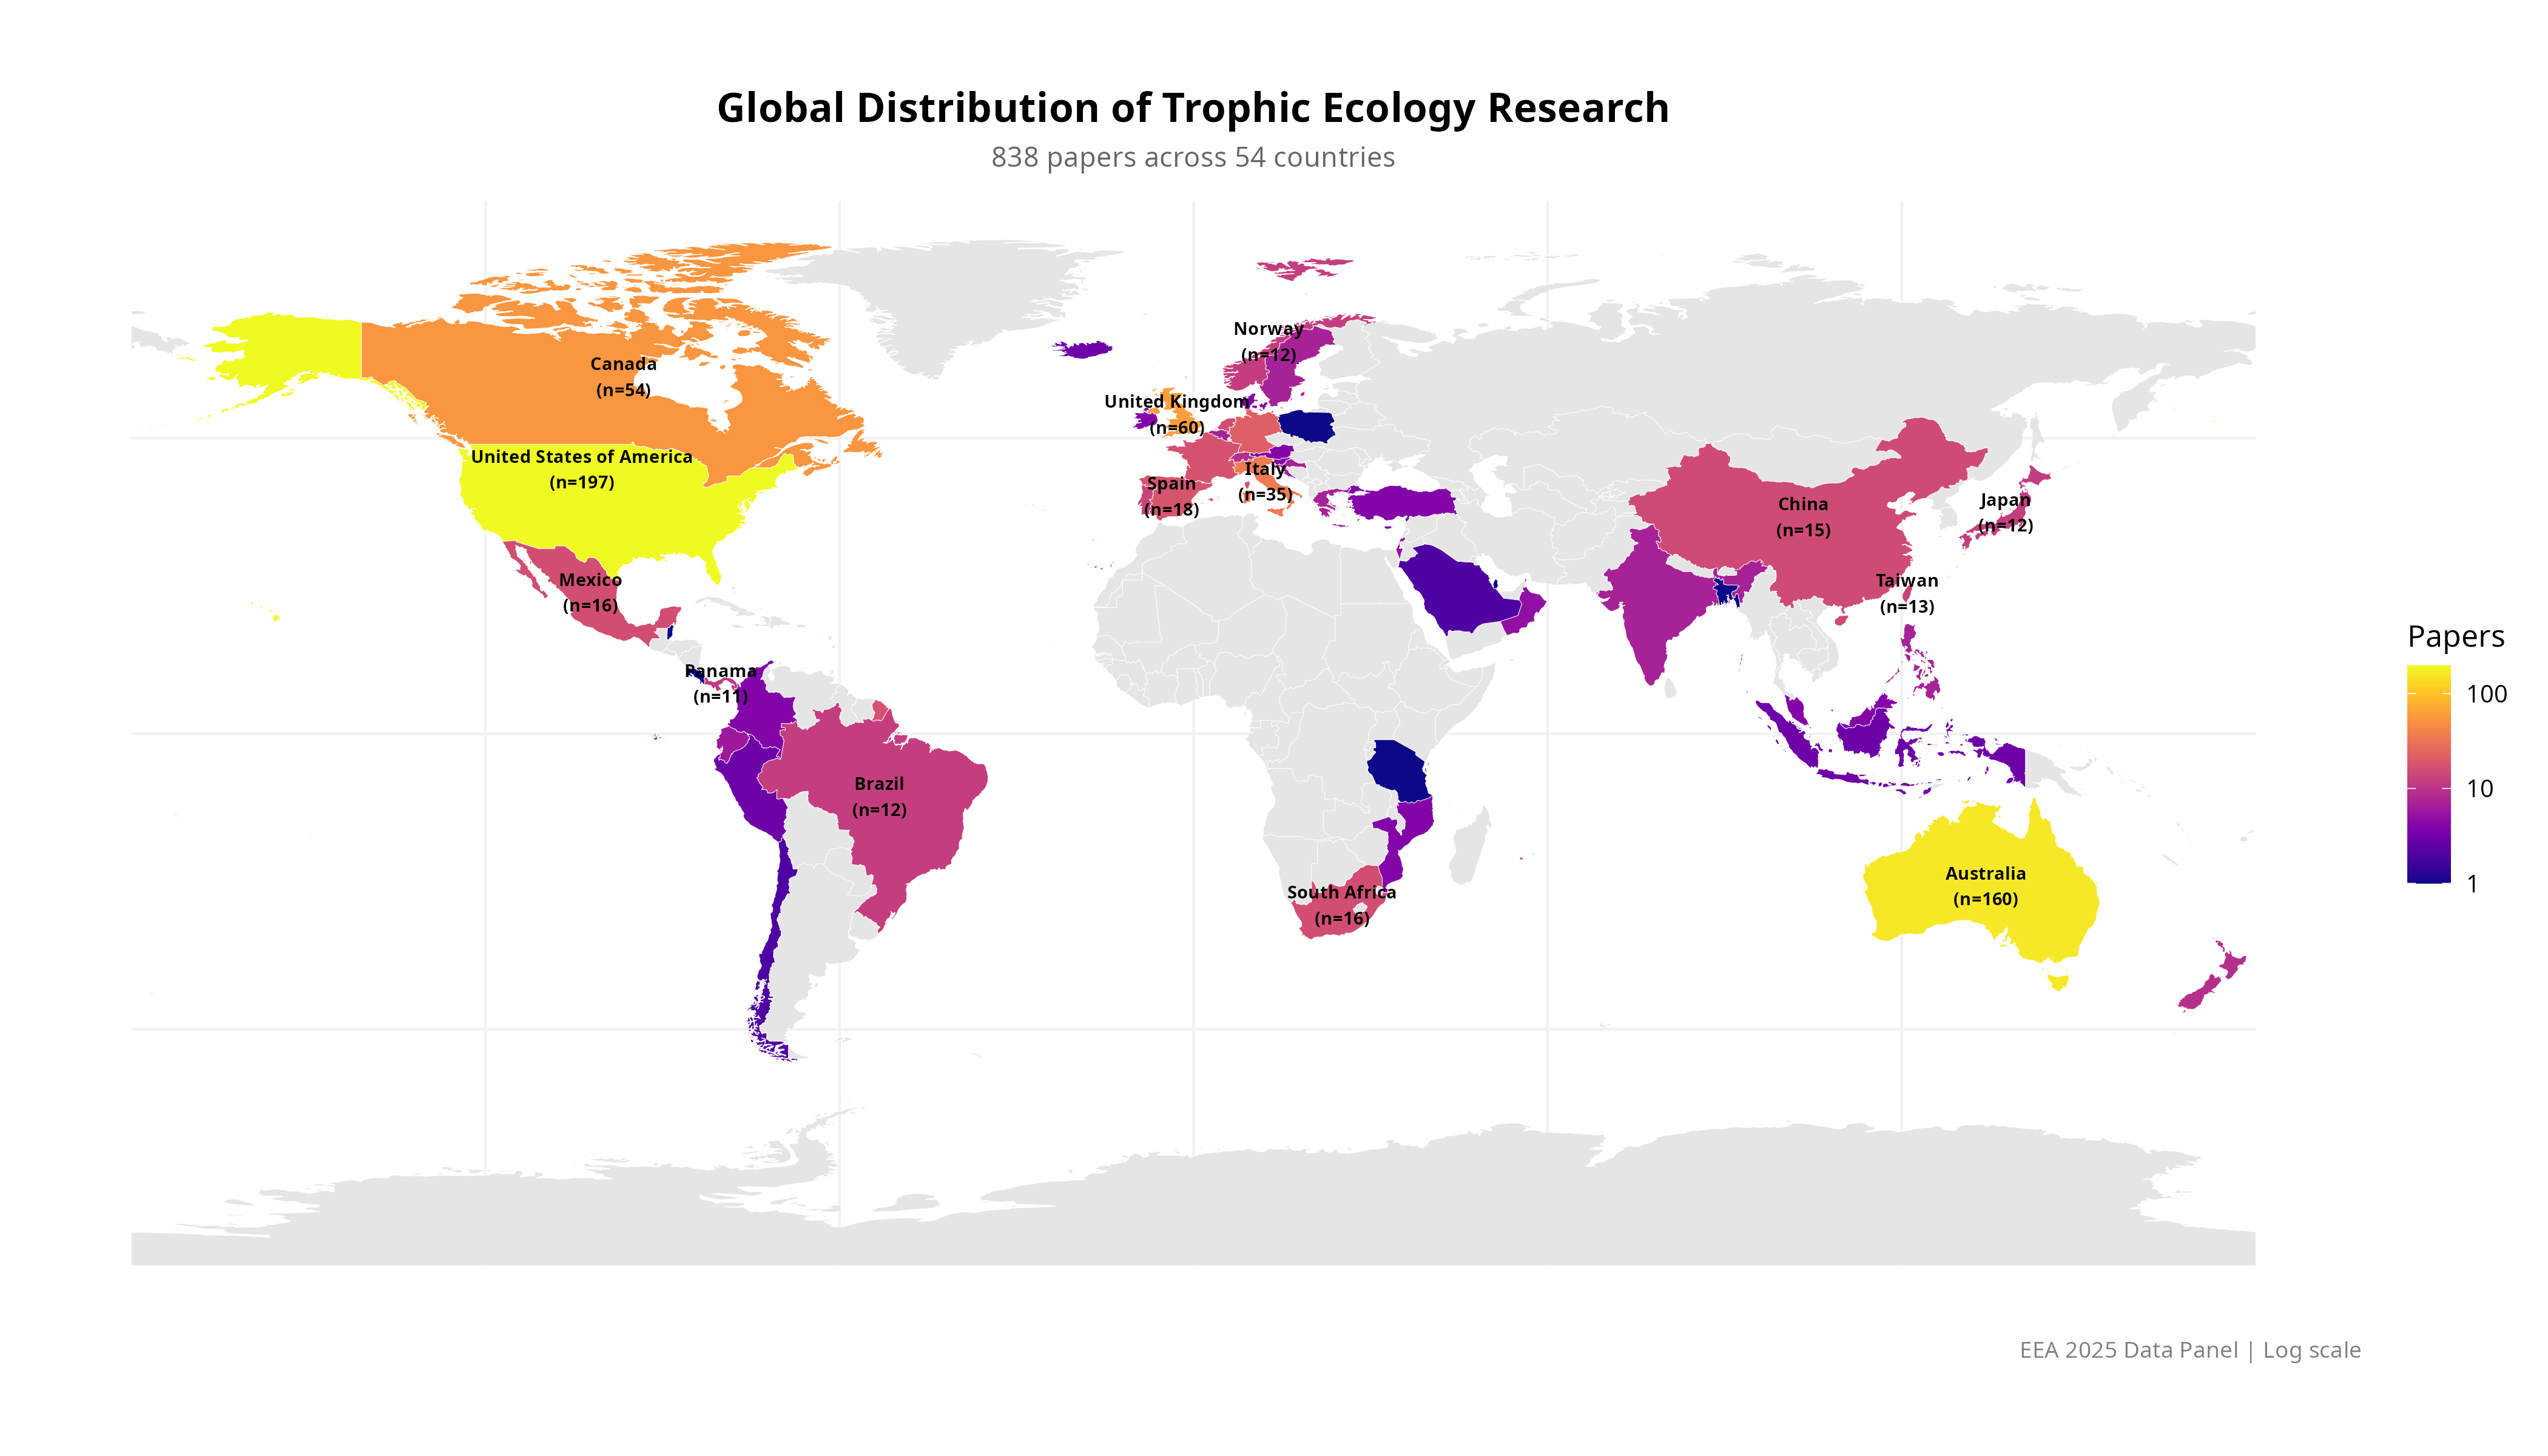 Global Distribution of Trophic Ecology Research
838 papers across 54 countries
Norway
(n=12)
Canada
(n=54)
United Kingdom
(n=60)
United States of America
(n=197)
Italy
(n=35)
Spain
(n=18)
China
(n=15)
Japan
(n=12)
Mexico
(n=16)
Taiwan
(n=13)
Panama
(n=11)
Brazil
(n=12)
Australia
(n=160)
South Africa
(n=16)
Papers
100
10
1
EEA 2025 Data Panel | Log scale